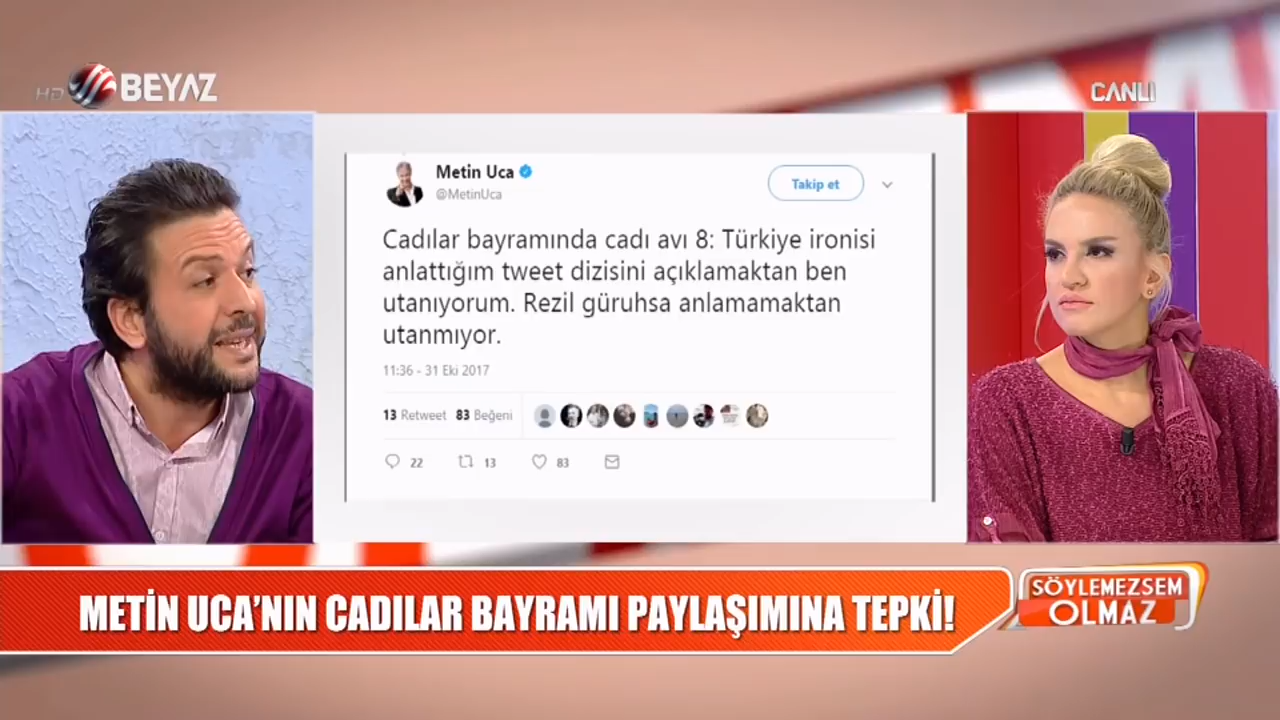 HD BEYAZ
CANLI
Metin Uca
@MetinUca
Takip et
Cadılar bayramında cadı avı 8: Türkiye ironisi
anlattığım tweet dizisini açıklamaktan ben
utanıyorum. Rezil güruhsa anlamamaktan
utanmıyor.
11:36 - 31 Eki 2017
13 Retweet 83 Beğeni
22 13 83
METİN UCA'NIN CADILAR BAYRAMI PAYLAŞIMINA TEPKİ!
SÖYLEMEZSEM
OLMAZ